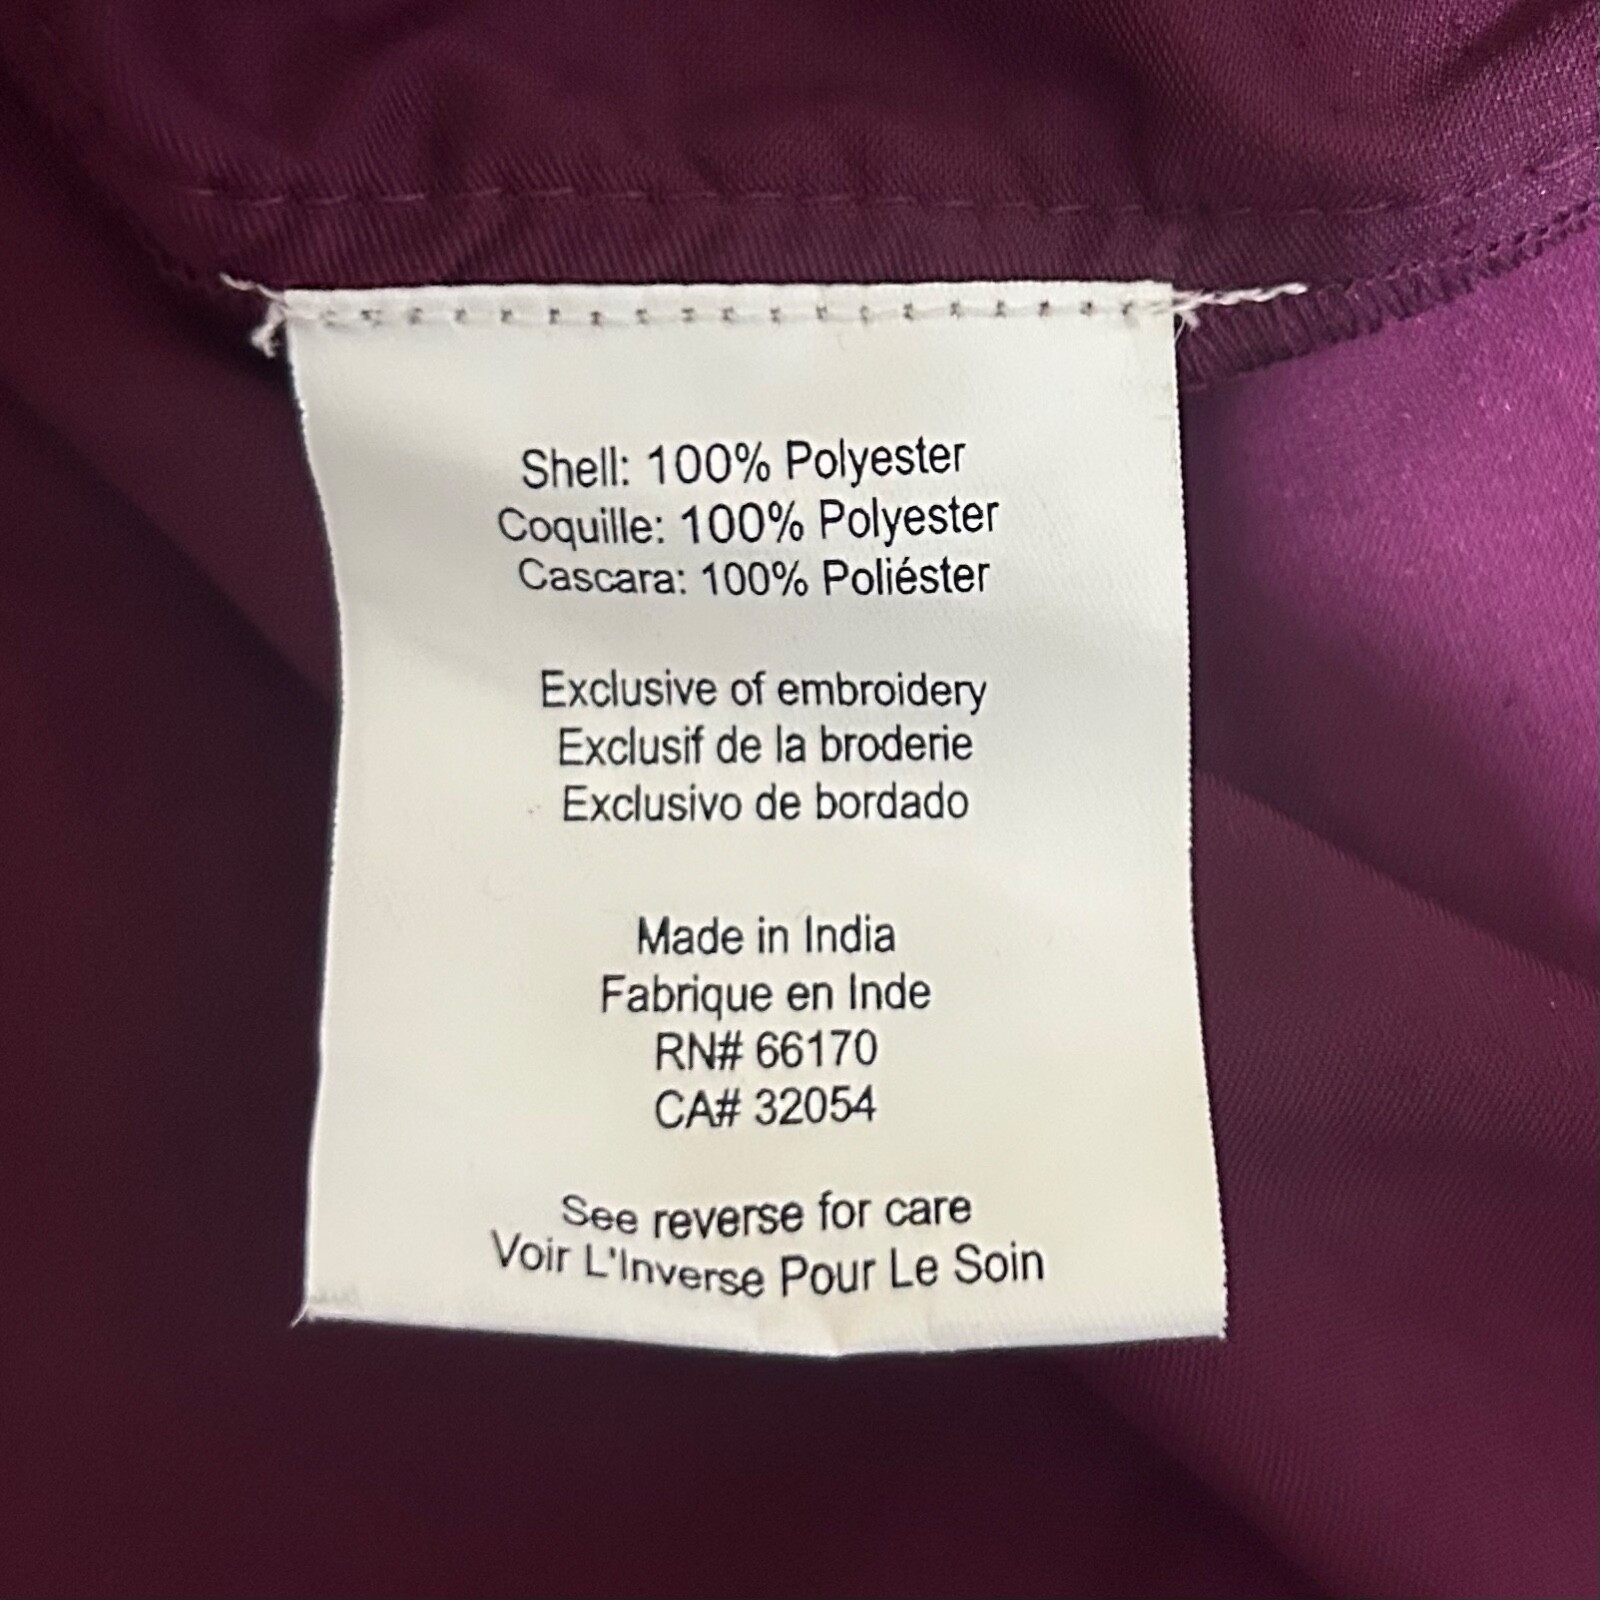 Shell: 100% Polyester
Coquille: 100% Polyester
Cascara: 100% Poliéster
Exclusive of embroidery
Exclusif de la broderie
Exclusivo de bordado
Made in India
Fabrique en Inde
RN# 66170
CA# 32054
See reverse for care
Voir L'Inverse Pour Le Soin